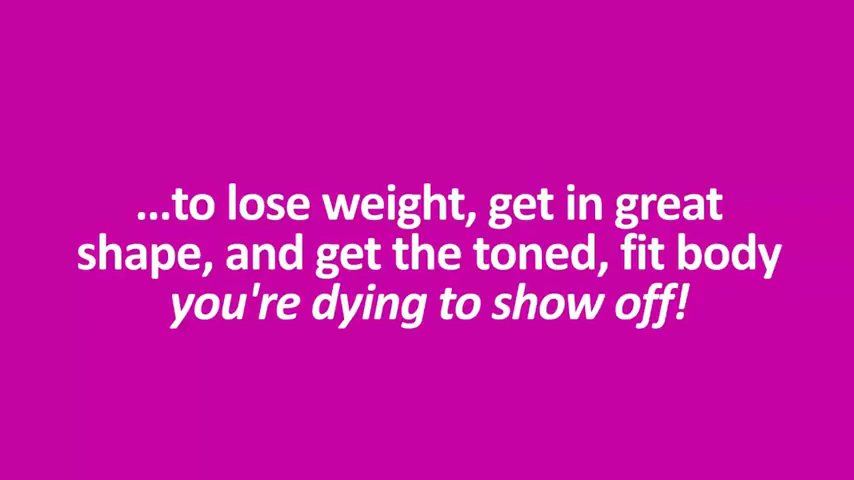 ...to lose weight, get in great
shape, and get the toned, fit body
you're dying to show off!